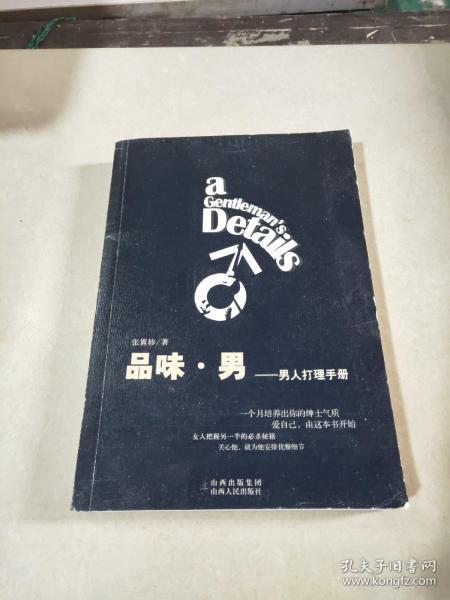 a
Gentleman's
Details
张翼轸/著
品味·男
——男人打理手册
一个月培养出你的绅士气质
爱自己，由这本书开始
女人把握另一半的必杀秘籍
关心他，就为他安排优雅细节
山西出版集团
山西人民出版社
孔夫子旧书网
www.kongfz.com